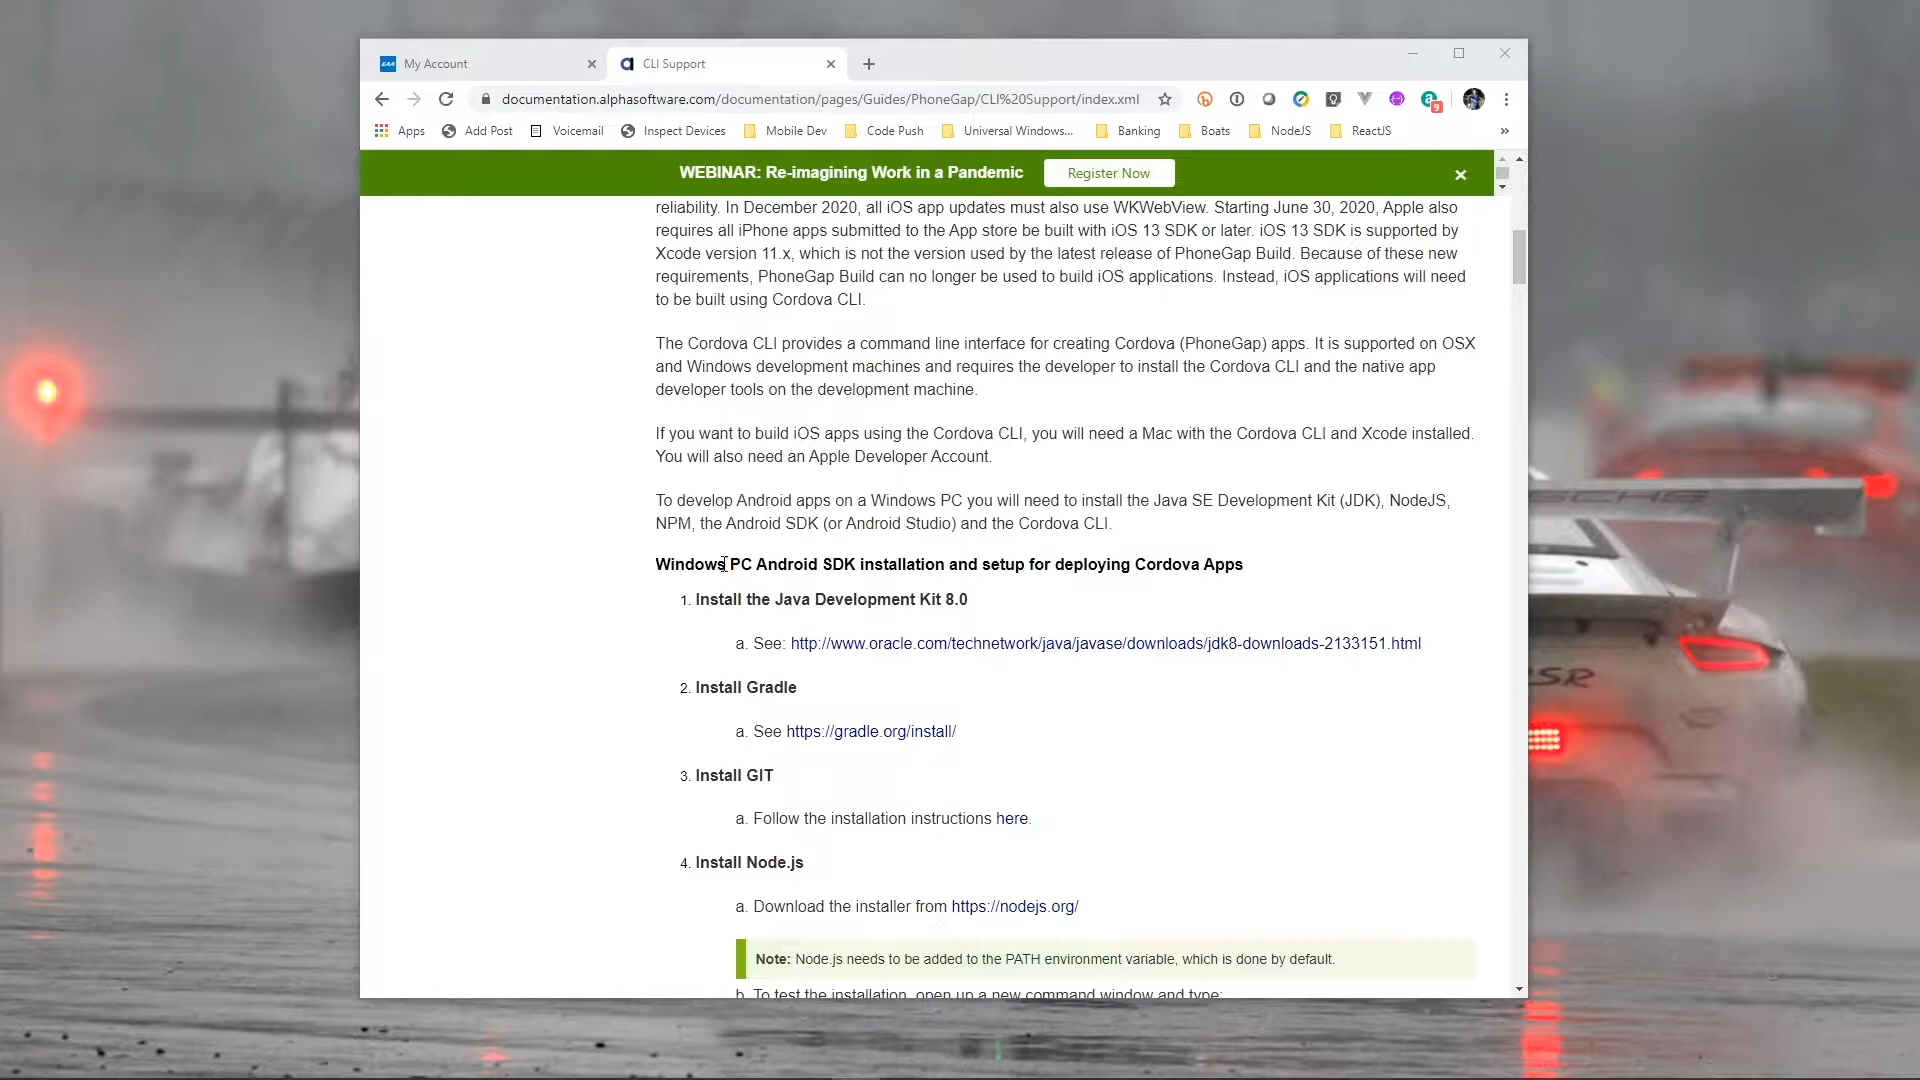 My Account
CLI Support
documentation.alphasoftware.com/documentation/pages/Guides/PhoneGap/CLI%20Support/index.xml
9
Apps
Add Post
Voicemail
Inspect Devices
Mobile Dev
Code Push
Universal Windows...
Banking
Boats
NodeJS
ReactJS
»
WEBINAR: Re-imagining Work in a Pandemic
Register Now
reliability. In December 2020, all iOS app updates must also use WKWebView. Starting June 30, 2020, Apple also
requires all iPhone apps submitted to the App store be built with iOS 13 SDK or later. iOS 13 SDK is supported by
Xcode version 11.x, which is not the version used by the latest release of PhoneGap Build. Because of these new
requirements, PhoneGap Build can no longer be used to build iOS applications. Instead, iOS applications will need
to be built using Cordova CLI.
The Cordova CLI provides a command line interface for creating Cordova (PhoneGap) apps. It is supported on OSX
and Windows development machines and requires the developer to install the Cordova CLI and the native app
developer tools on the development machine.
If you want to build iOS apps using the Cordova CLI, you will need a Mac with the Cordova CLI and Xcode installed.
You will also need an Apple Developer Account.
To develop Android apps on a Windows PC you will need to install the Java SE Development Kit (JDK), NodeJS,
NPM, the Android SDK (or Android Studio) and the Cordova CLI.
Windows PC Android SDK installation and setup for deploying Cordova Apps
1. Install the Java Development Kit 8.0
a. See: http://www.oracle.com/technetwork/java/javase/downloads/jdk8-downloads-2133151.html
2. Install Gradle
a. See https://gradle.org/install/
3. Install GIT
a. Follow the installation instructions here.
4. Install Node.js
a. Download the installer from https://nodejs.org/
Note: Node.js needs to be added to the PATH environment variable, which is done by default.
b. To test the installation, open up a new command window and type: